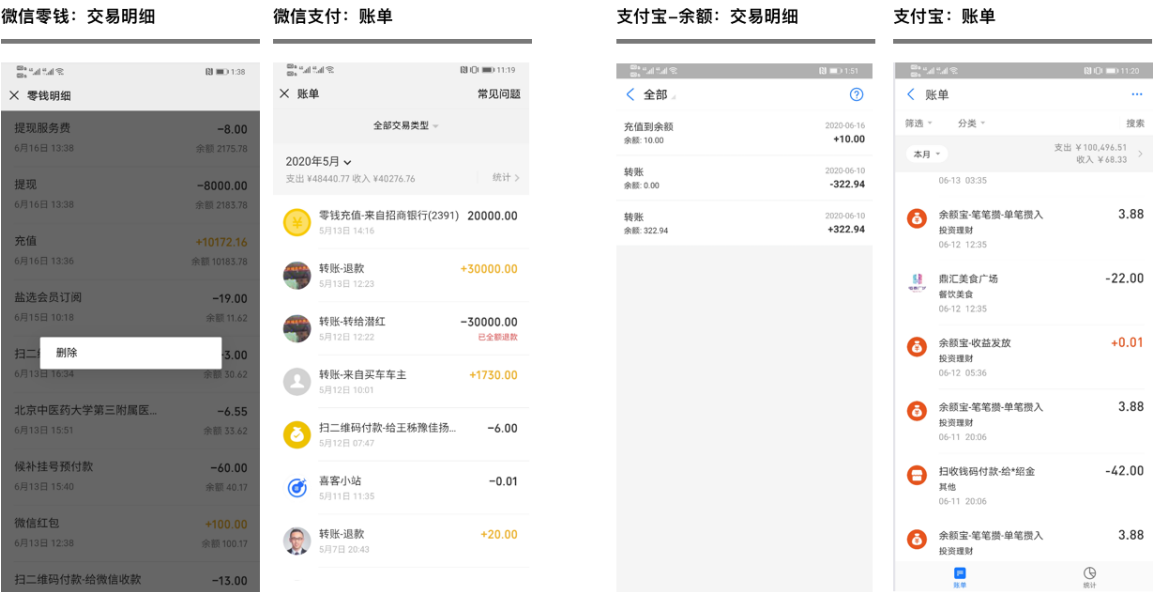 微信零钱：交易明细
微信支付：账单
支付宝-余额：交易明细
支付宝：账单
1:38
零钱明细
提现服务费
-8.00
6月16日 13:38
余额 2175.78
提现
-8000.00
6月16日 13:38
余额 2183.78
充值
+10172.16
6月16日 13:36
余额 10183.78
盐选会员订阅
-19.00
6月15日 10:18
余额 11.62
扫二
-3.00
删除
6月13日 16:34
余额 30.62
北京中医药大学第三附属医...
-6.55
6月13日 15:51
余额 33.62
候补挂号预付款
-60.00
6月13日 15:40
余额 40.17
微信红包
+100.00
6月13日 12:38
余额 100.17
扫二维码付款-给微信收款
-13.00
11:19
账单
常见问题
全部交易类型
2020年5月
支出 ¥48440.77 收入 ¥40276.76
统计
零钱充值-来自招商银行(2391)
20000.00
5月13日 14:16
转账-退款
+30000.00
5月13日 12:23
转账-转给潜红
-30000.00
5月12日 12:22
已全额退款
转账-来自买车车主
+1730.00
5月12日 10:01
扫二维码付款-给王秭豫佳扬...
-6.00
5月12日 07:47
喜客小站
-0.01
5月11日 11:35
转账-退款
+20.00
5月7日 20:43
1:51
全部
充值到余额
2020-06-16
余额: 10.00
+10.00
转账
2020-06-10
余额: 0.00
-322.94
转账
2020-06-10
余额: 322.94
+322.94
11:20
账单
筛选
分类
搜索
本月
支出 ¥100,496.51
收入 ¥68.33
06-13 03:35
余额宝-笔笔攒-单笔攒入
3.88
投资理财
06-12 12:35
鼎汇美食广场
-22.00
餐饮美食
06-12 12:35
余额宝-收益发放
+0.01
投资理财
06-12 05:36
余额宝-笔笔攒-单笔攒入
3.88
投资理财
06-11 20:06
扫收钱码付款-给*绍金
-42.00
其他
06-11 20:06
余额宝-笔笔攒-单笔攒入
3.88
投资理财
账单
统计